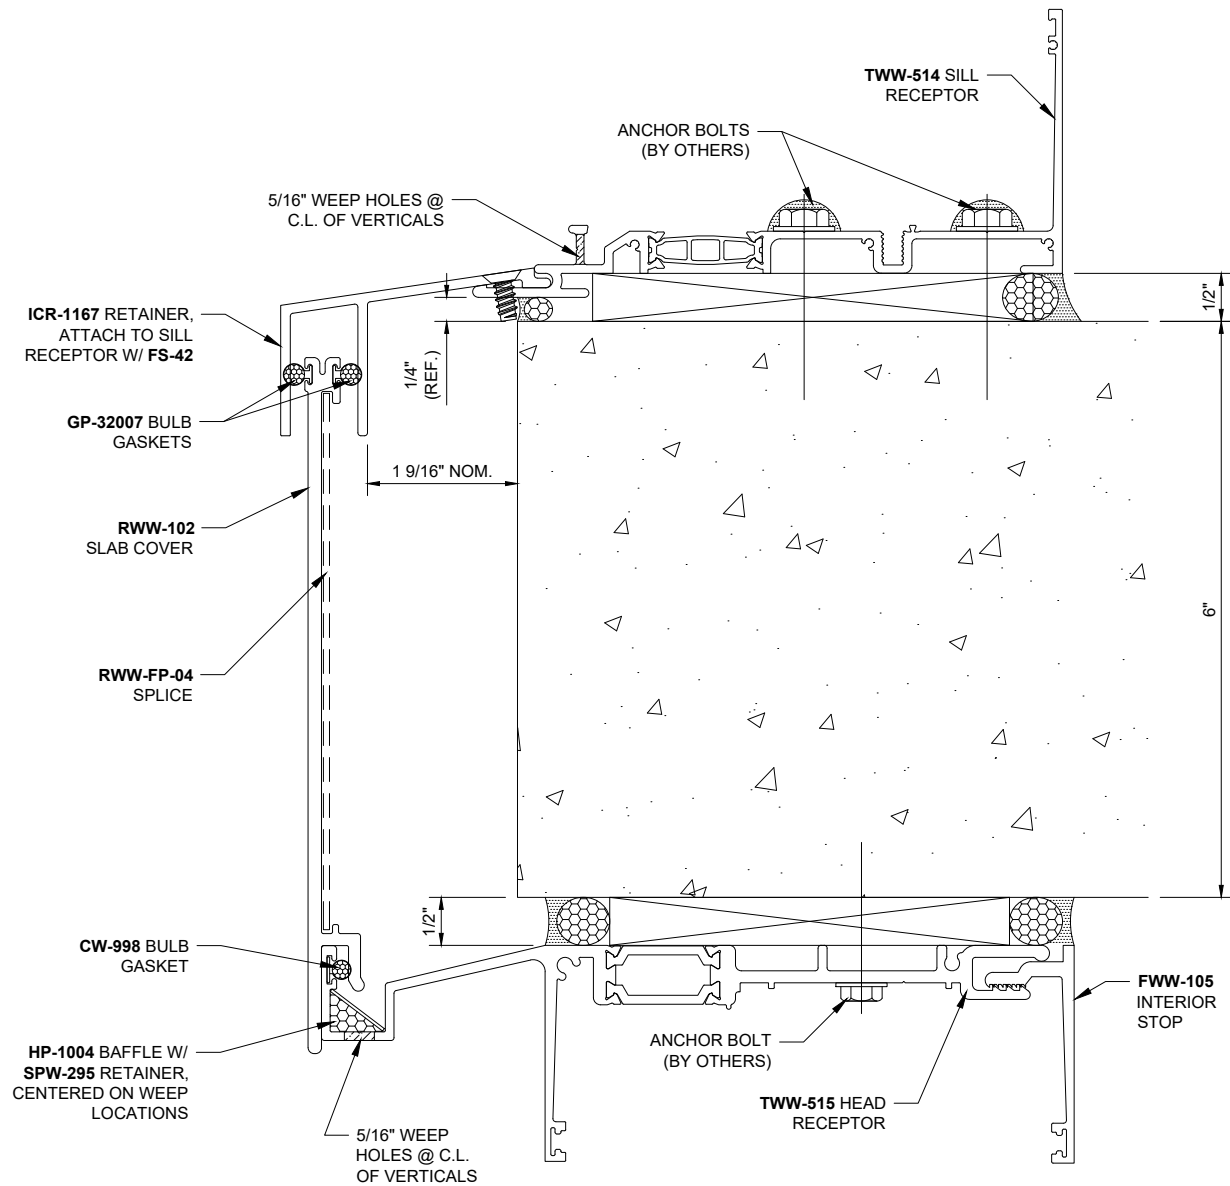 TWW-514 SILL
RECEPTOR
ANCHOR BOLTS
(BY OTHERS)
5/16" WEEP HOLES @
C.L. OF VERTICALS
ICR-1167 RETAINER,
ATTACH TO SILL
RECEPTOR W/ FS-42
1/4"
(REF.)
1/2"
GP-32007 BULB
GASKETS
1 9/16" NOM.
RWW-102
SLAB COVER
6"
RWW-FP-04
SPLICE
1/2"
CW-998 BULB
GASKET
FWW-105
INTERIOR
STOP
HP-1004 BAFFLE W/
SPW-295 RETAINER,
CENTERED ON WEEP
LOCATIONS
ANCHOR BOLT
(BY OTHERS)
TWW-515 HEAD
RECEPTOR
5/16" WEEP
HOLES @ C.L.
OF VERTICALS